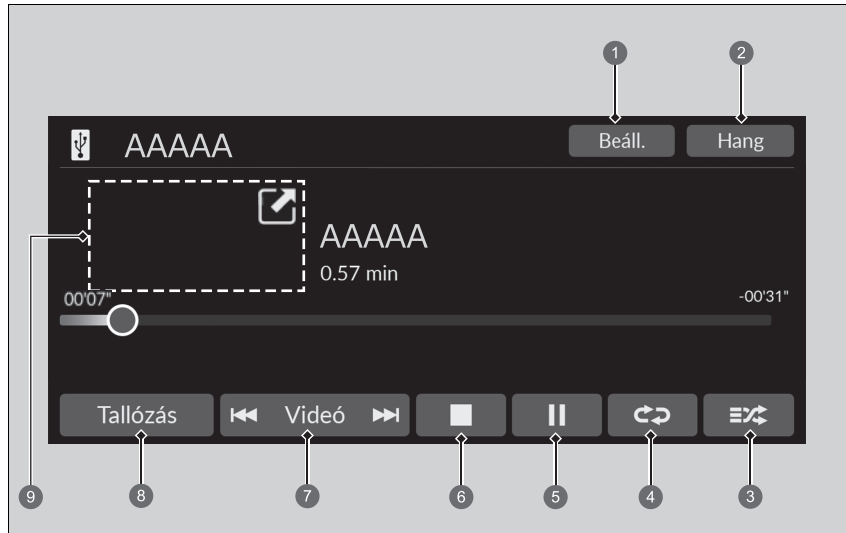 1 2
AAAAA Beáll. Hang
AAAAA
0.57 min
00'07" -00'31"
Tallózás Videó
9 8 7 6 5 4 3